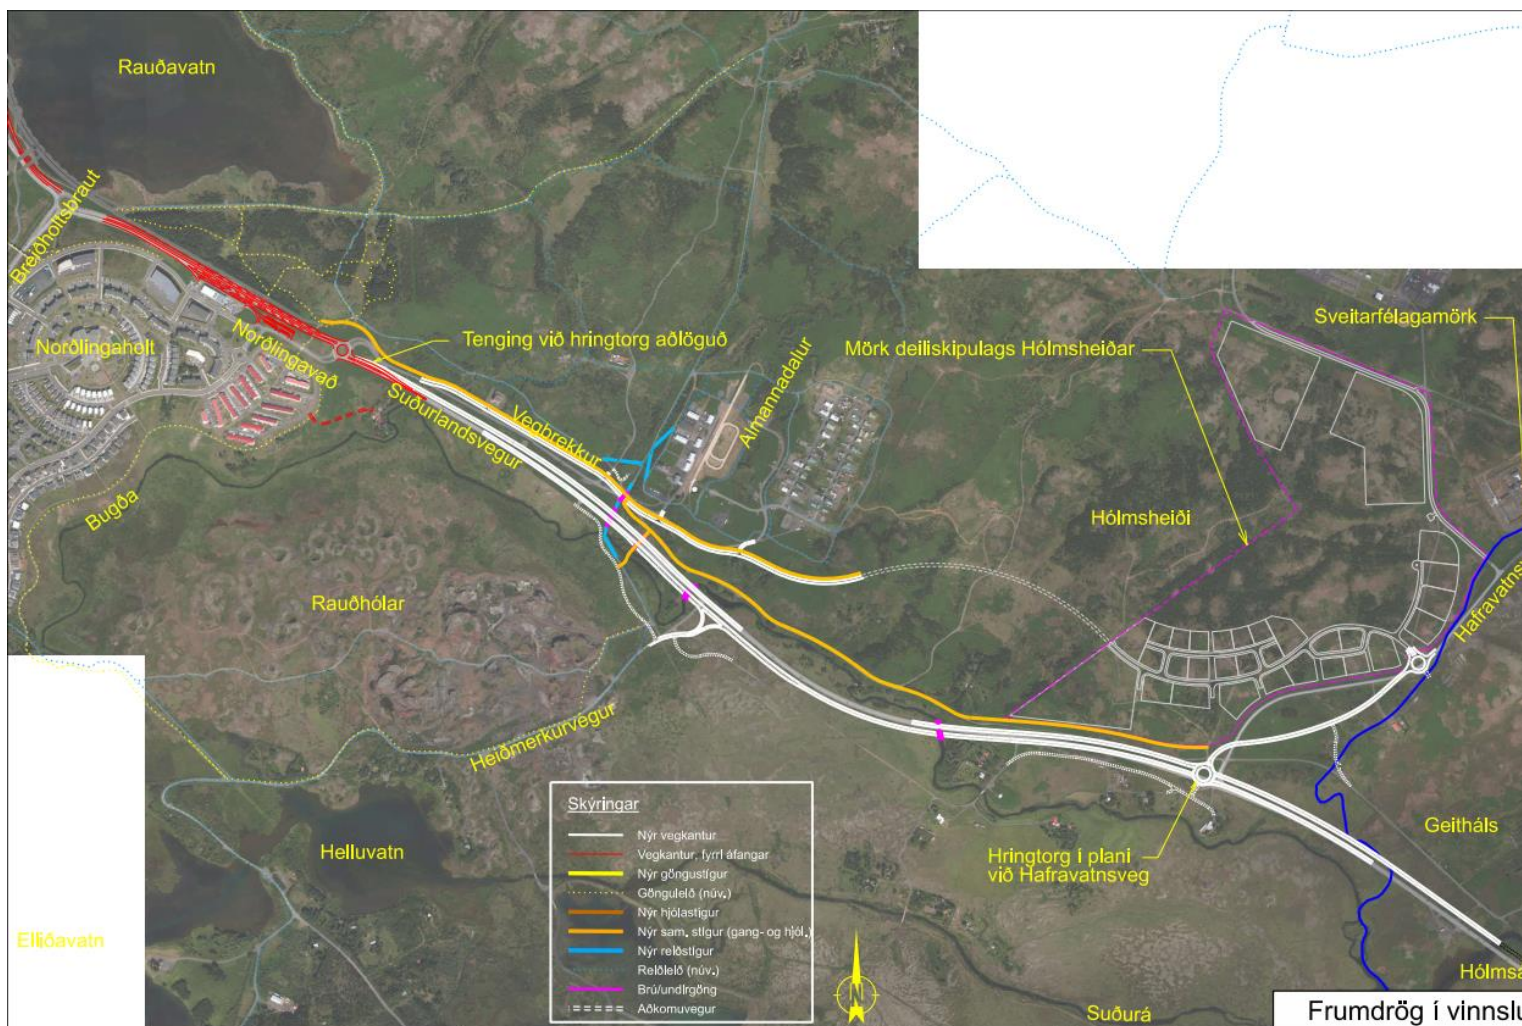 Rauðavatn
Breiðholtsbraut
Norðlingaholt
Norðlingavað
Tenging við hringtorg aðlöguð
Suðurlandsvegur
Vegbrekkur
Almannadalur
Mörk deiliskipulags Hólmsheiðar
Sveitarfélagamörk
Hólmsheiði
Bugða
Rauðhólar
Heiðmerkurvegur
Helluvatn
Elliðavatn
Hringtorg í plani
við Hafravatnsveg
Geitháls
Suðurá
Skýringar
Nýr vegkantur
Vegkantur, fyrri áfangar
Nýr göngustígur
Gönguleið (núv.)
Nýr hjólastígur
Nýr sam. stígur (gang- og hjól.)
Nýr reiðstígur
Reiðleið (núv.)
Brú/undirgöng
Aðkomuvegur
N
Frumdrög í vinnslu